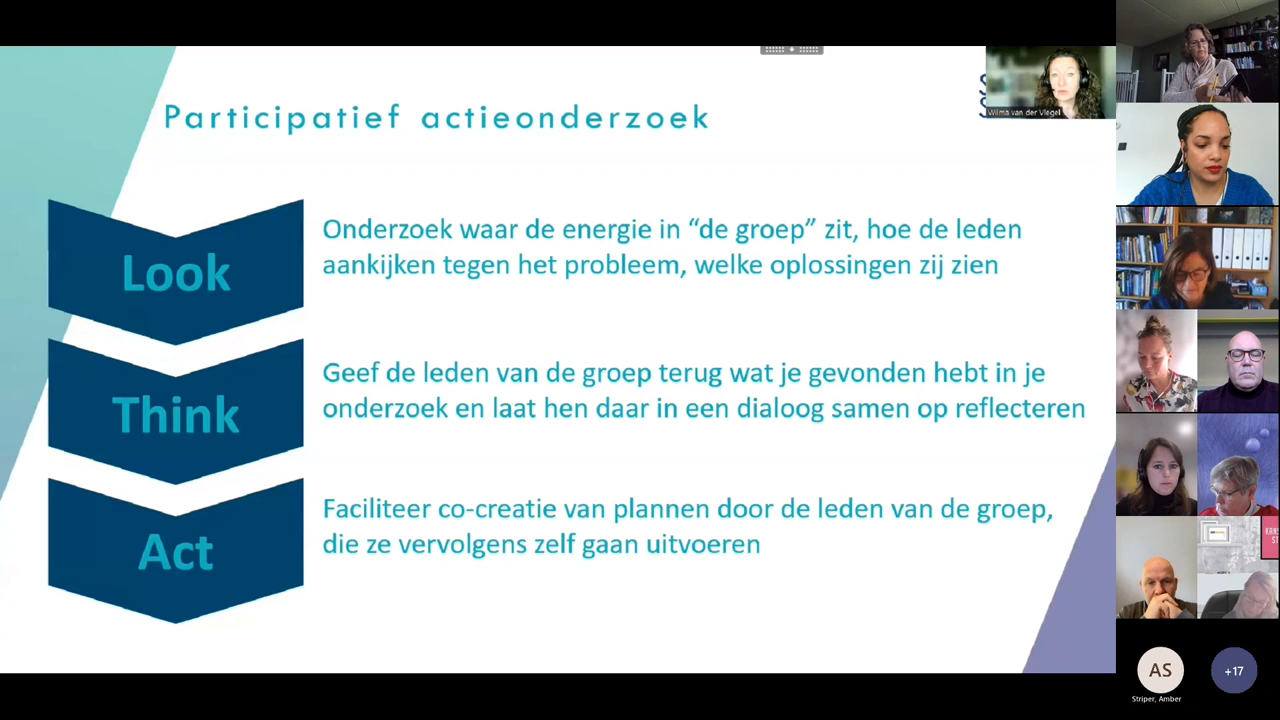 Participatief actieonderzoek
Wilma van der Vlegel
Look
Onderzoek waar de energie in “de groep” zit, hoe de leden
aankijken tegen het probleem, welke oplossingen zij zien
Think
Geef de leden van de groep terug wat je gevonden hebt in je
onderzoek en laat hen daar in een dialoog samen op reflecteren
Act
Faciliteer co-creatie van plannen door de leden van de groep,
die ze vervolgens zelf gaan uitvoeren
AS
Striper, Amber
+17